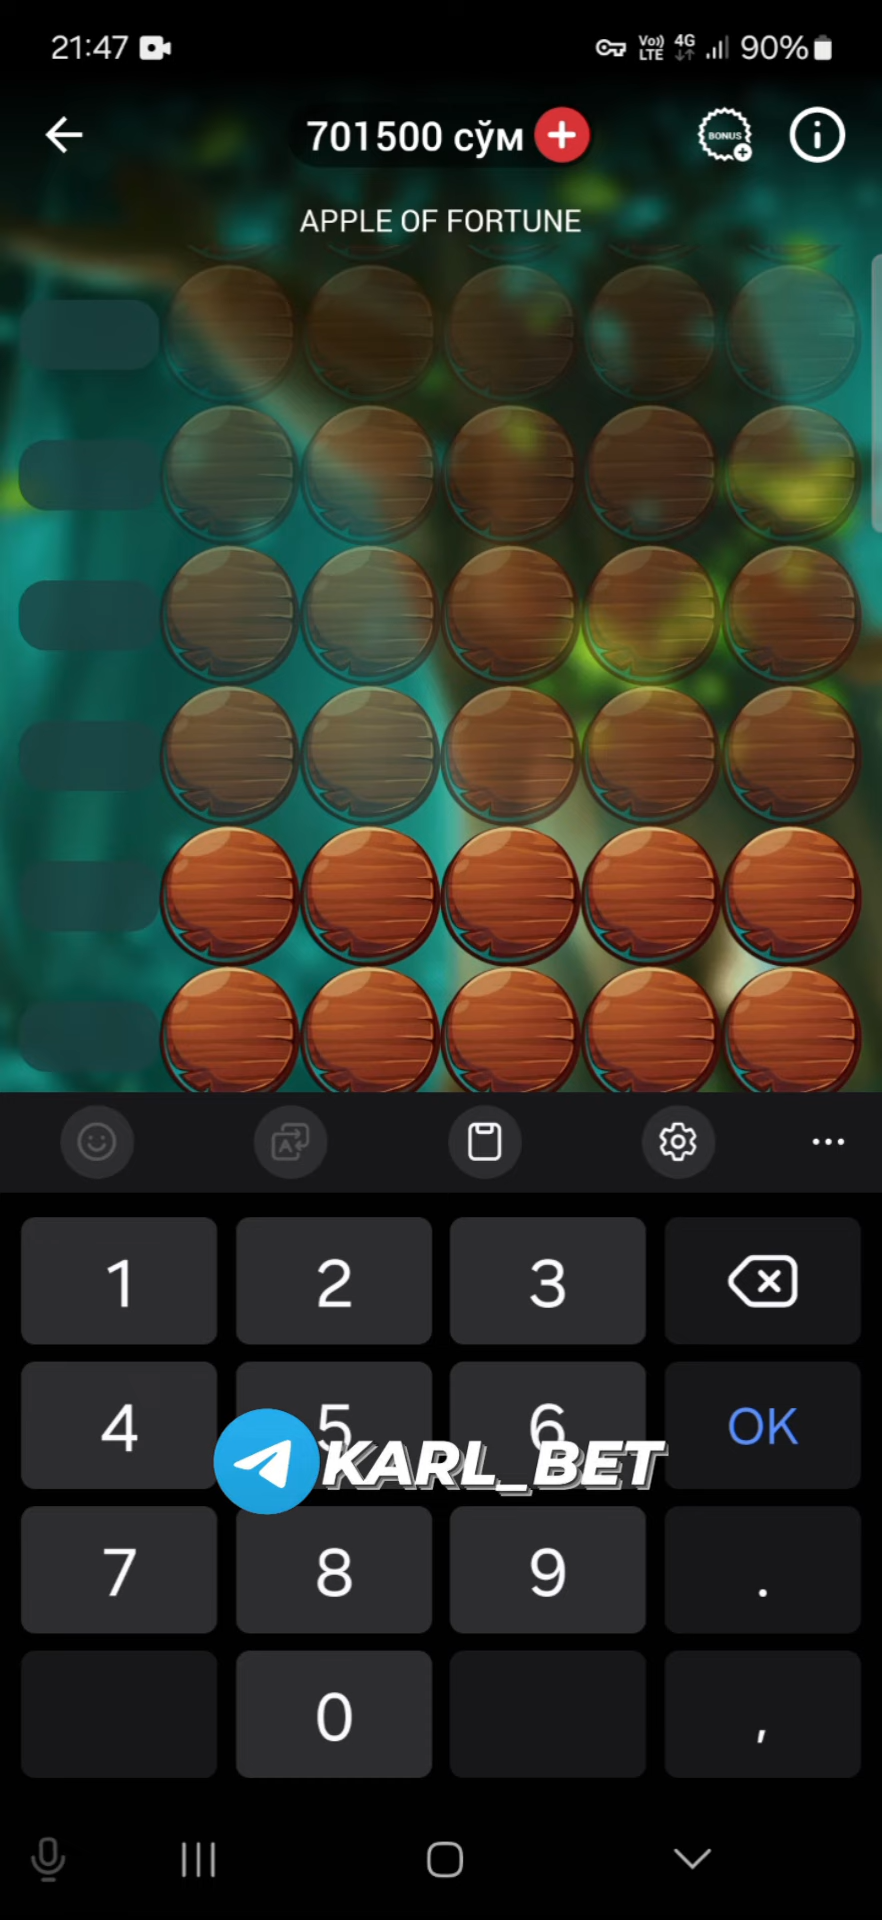 21:47 Vo)) LTE 4G 90%
701500 сўм BONUS
APPLE OF FORTUNE
1 2 3
4 5 6 OK
KARL_BET
7 8 9 .
0 ,